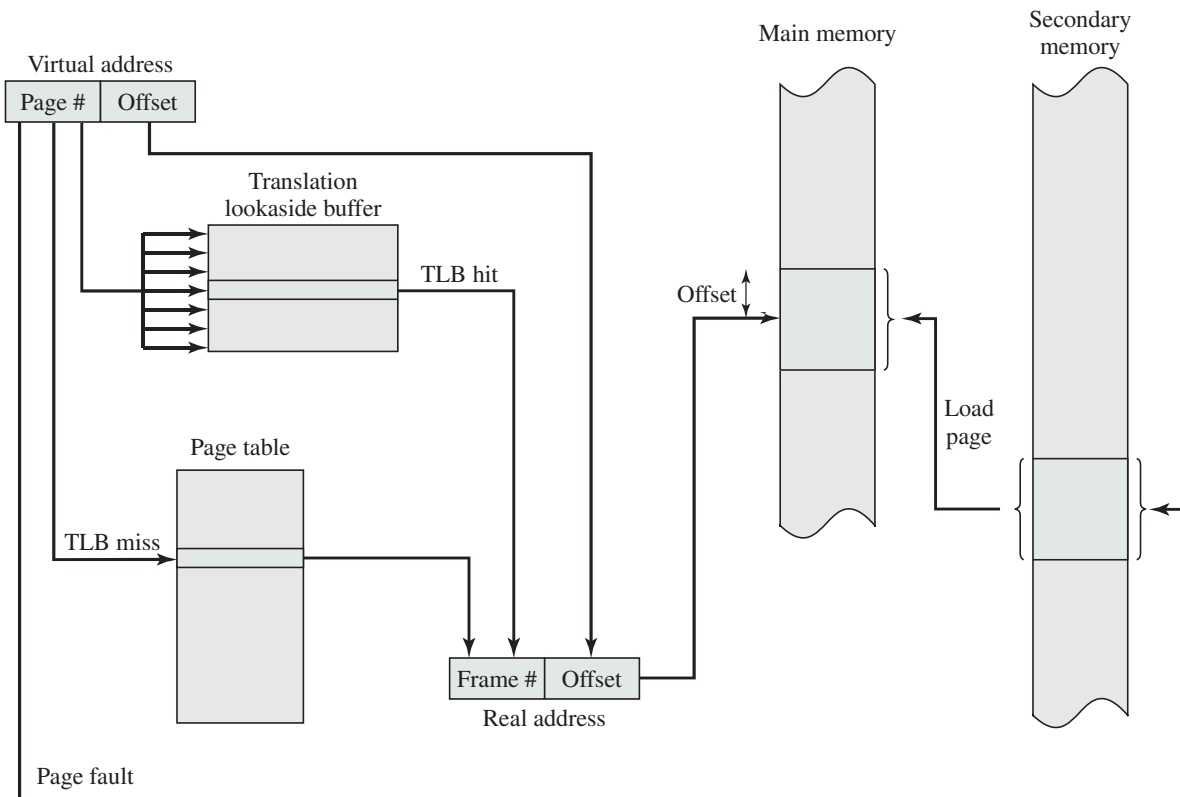 Main memory
Secondary
memory
Virtual address
Page #
Offset
Translation
lookaside buffer
TLB hit
Offset
Load
page
Page table
TLB miss
Frame #
Offset
Real address
Page fault